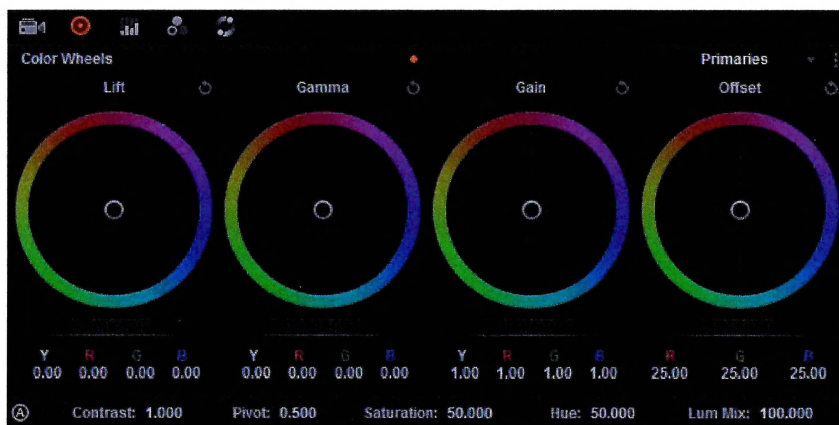 Color Wheels Primaries
Lift Gamma Gain Offset
Y R G B Y R G B Y R G B R G B
0.00 0.00 0.00 0.00 0.00 0.00 0.00 0.00 1.00 1.00 1.00 1.00 25.00 25.00 25.00
A Contrast: 1.000 Pivot: 0.500 Saturation: 50.000 Hue: 50.000 Lum Mix: 100.000